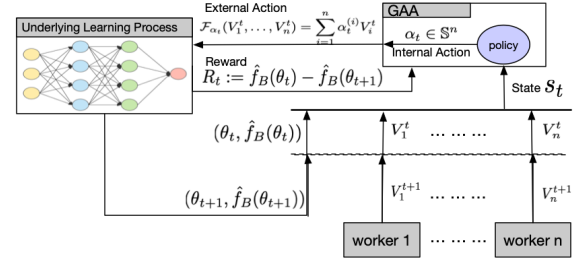 External Action
GAA
Underlying Learning Process
$\mathcal{F}_{\alpha_t}(V_1^t, \ldots, V_n^t) = \sum_{i=1}^{n} \alpha_t^{(i)} V_i^t$
$\alpha_t \in \mathbb{S}^n$
policy
Internal Action
Reward
$R_t := \hat{f}_B(\theta_t) - \hat{f}_B(\theta_{t+1})$
State $s_t$
$(\theta_t, \hat{f}_B(\theta_t))$ $V_1^t$ ... ... ... $V_n^t$
$(\theta_{t+1}, \hat{f}_B(\theta_{t+1}))$ $V_1^{t+1}$ ... ... ... $V_n^{t+1}$
worker 1 ... ... ... worker n